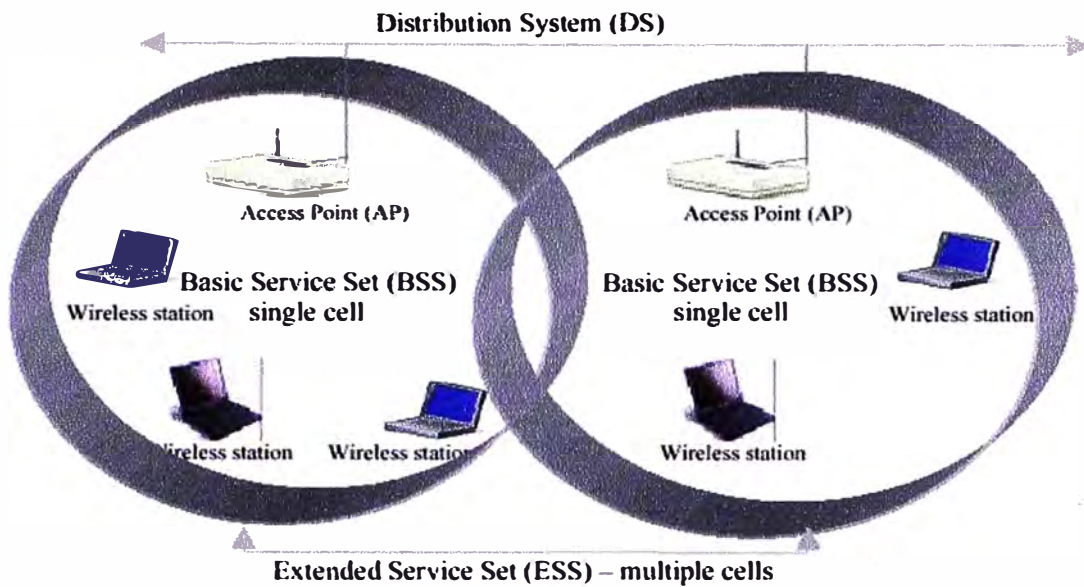 Distribution System (DS)
Access Point (AP)
Access Point (AP)
Basic Service Set (BSS)
single cell
Basic Service Set (BSS)
single cell
Wireless station
Wireless station
Wireless station
Wireless station
Wireless station
Extended Service Set (ESS) – multiple cells